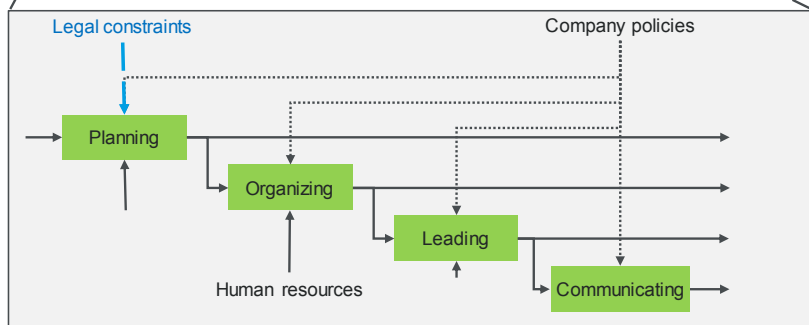 Legal constraints
Company policies
Planning
Organizing
Leading
Human resources
Communicating